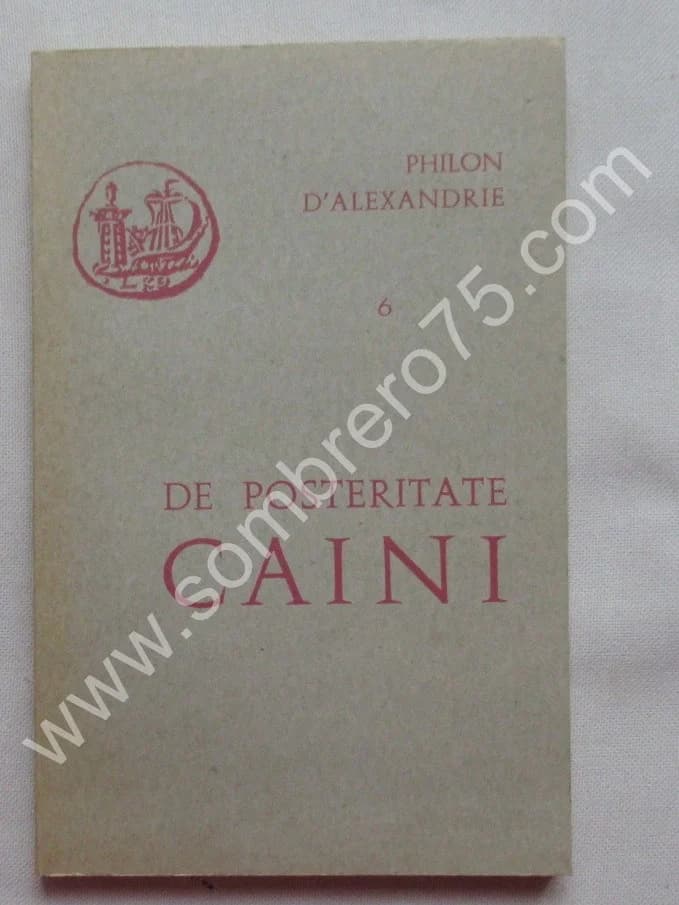 PHILON
D'ALEXANDRIE
6
DE POSTERITATE
CAINI
www.sombrero75.com